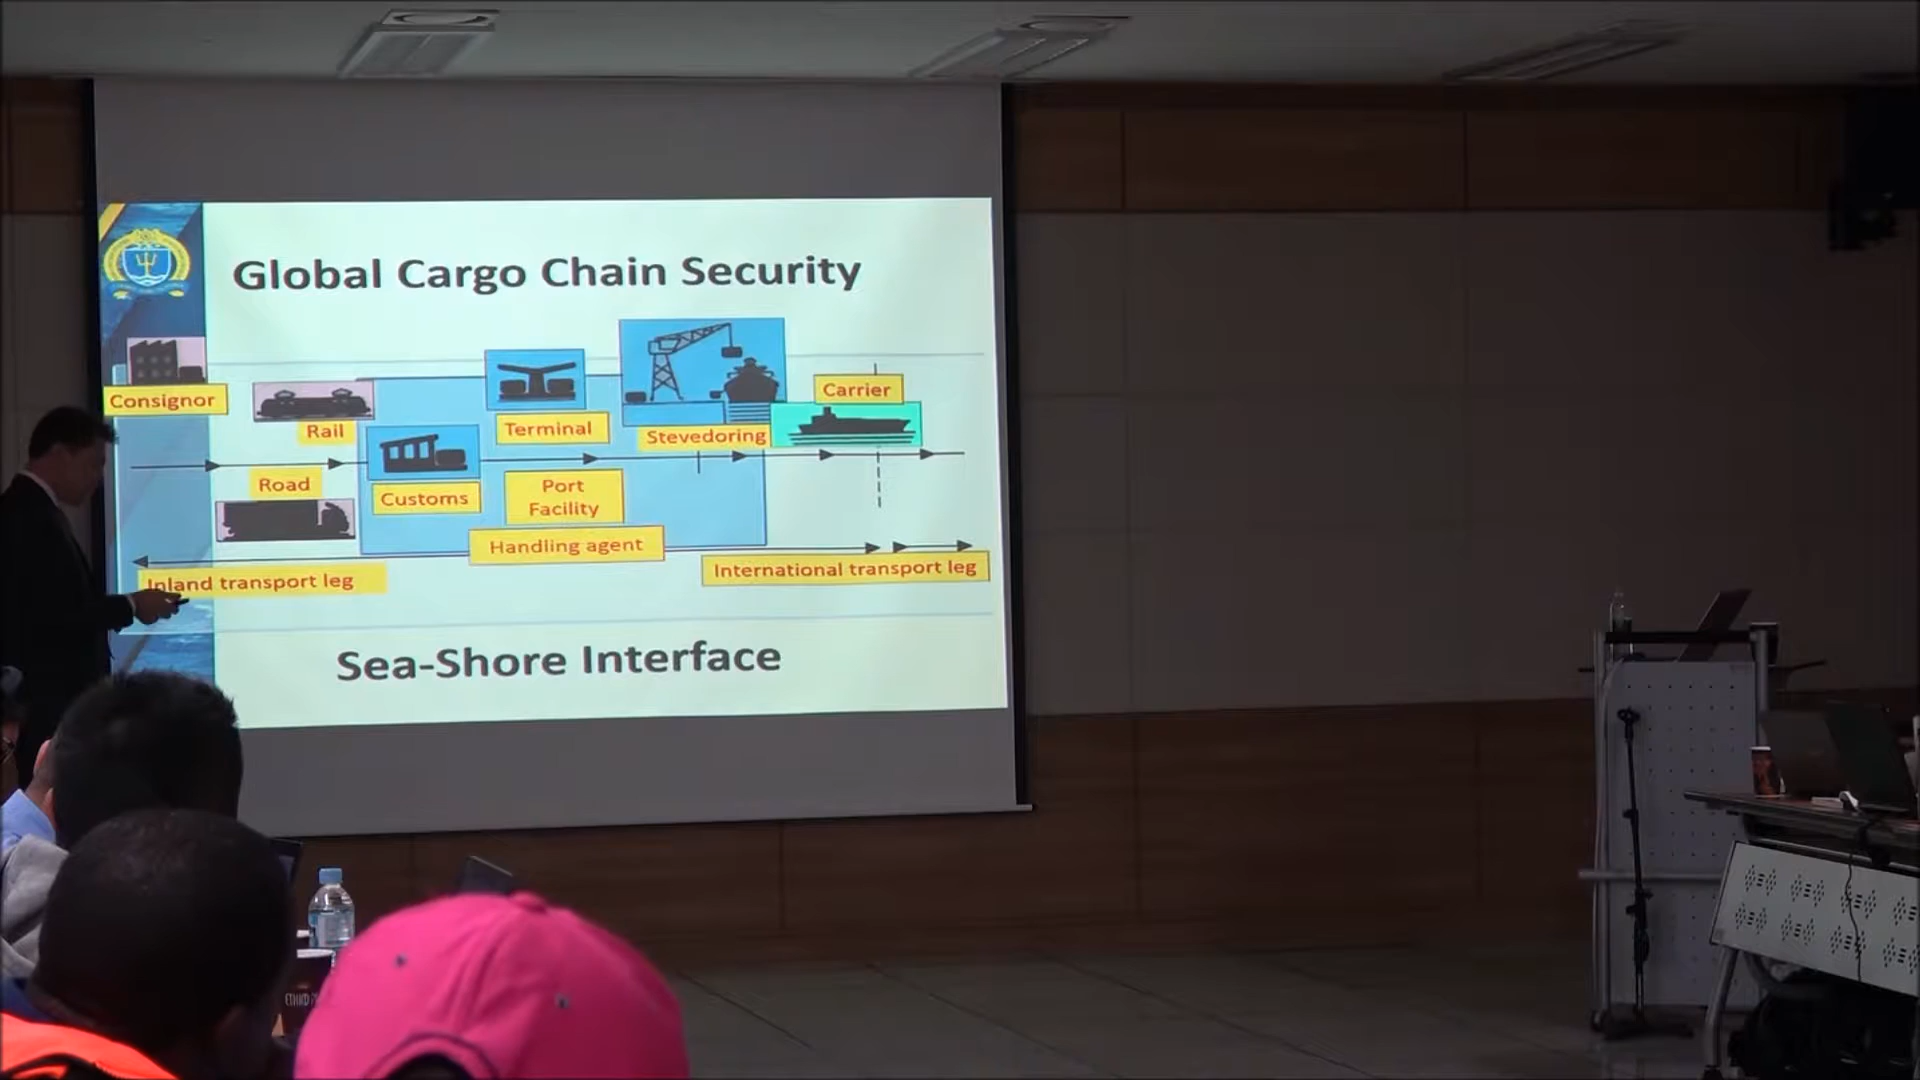 Global Cargo Chain Security
Consignor
Rail
Road
Customs
Terminal
Port
Facility
Handling agent
Stevedoring
Carrier
Inland transport leg
International transport leg
Sea-Shore Interface